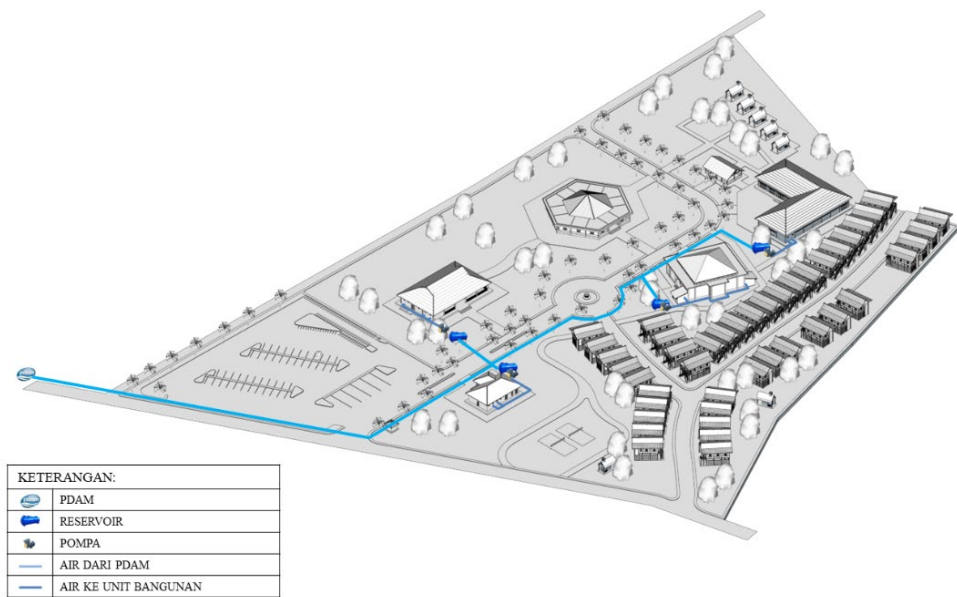 KETERANGAN:
PDAM
RESERVOIR
POMPA
AIR DARI PDAM
AIR KE UNIT BANGUNAN